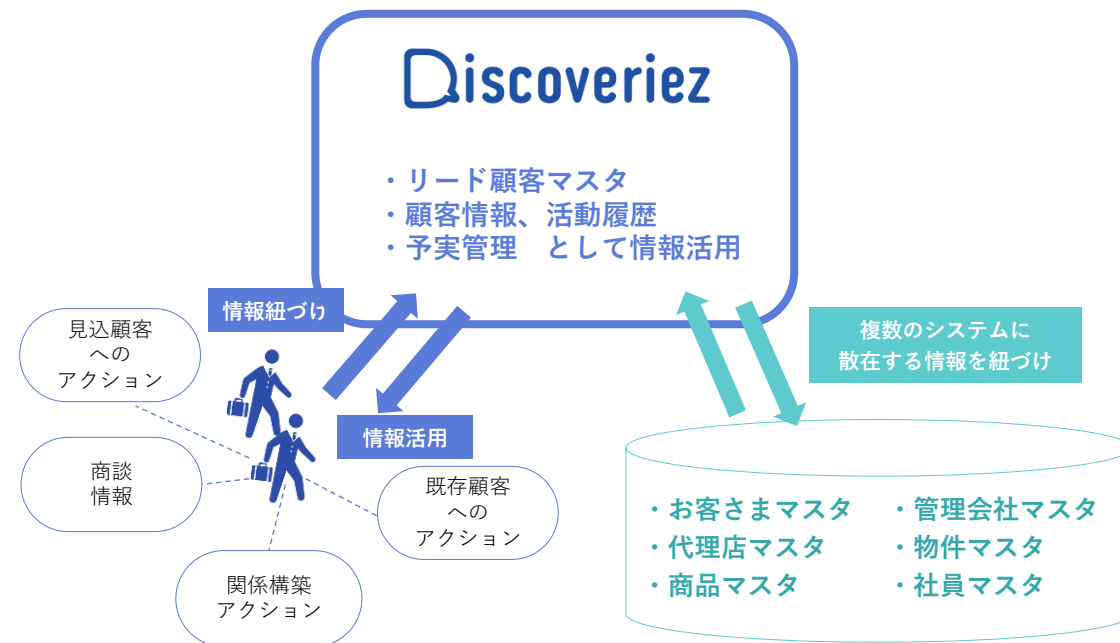 Discoveriez
・リード顧客マスタ
・顧客情報、活動履歴
・予実管理　として情報活用
情報紐づけ
見込顧客
への
アクション
複数のシステムに
散在する情報を紐づけ
情報活用
商談
情報
既存顧客
への
アクション
関係構築
アクション
・お客さまマスタ
・代理店マスタ
・商品マスタ
・管理会社マスタ
・物件マスタ
・社員マスタ